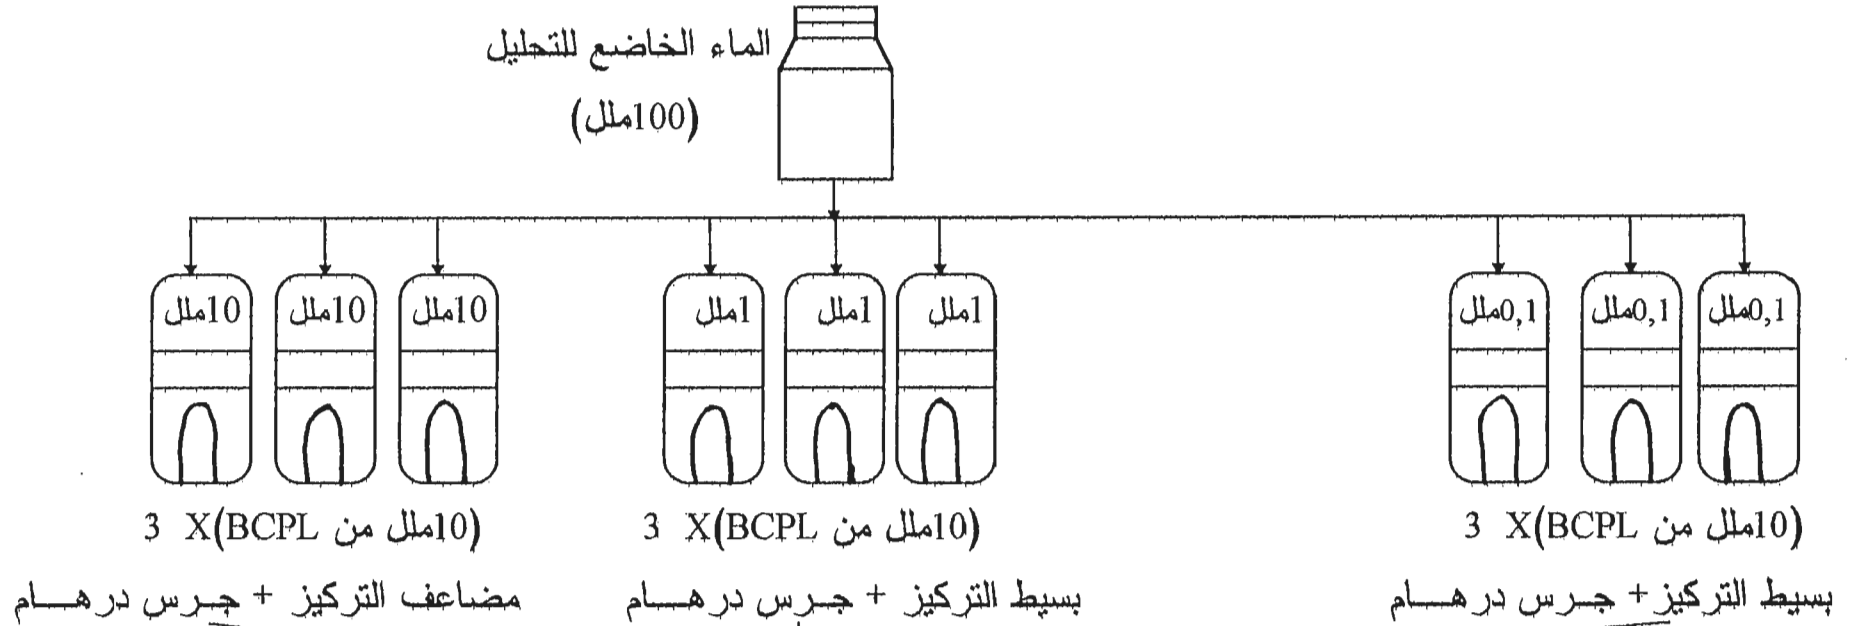 الماء الخاضع للتحليل
(100ملل)
10ملل 10ملل 10ملل 1ملل 1ملل 1ملل 0,1ملل 0,1ملل 0,1ملل
3 X(BCPL من 10ملل) 3 X(BCPL من 10ملل) 3 X(BCPL من 10ملل)
مضاعف التركيز + جرس درهام بسيط التركيز + جرس درهام بسيط التركيز + جرس درهام